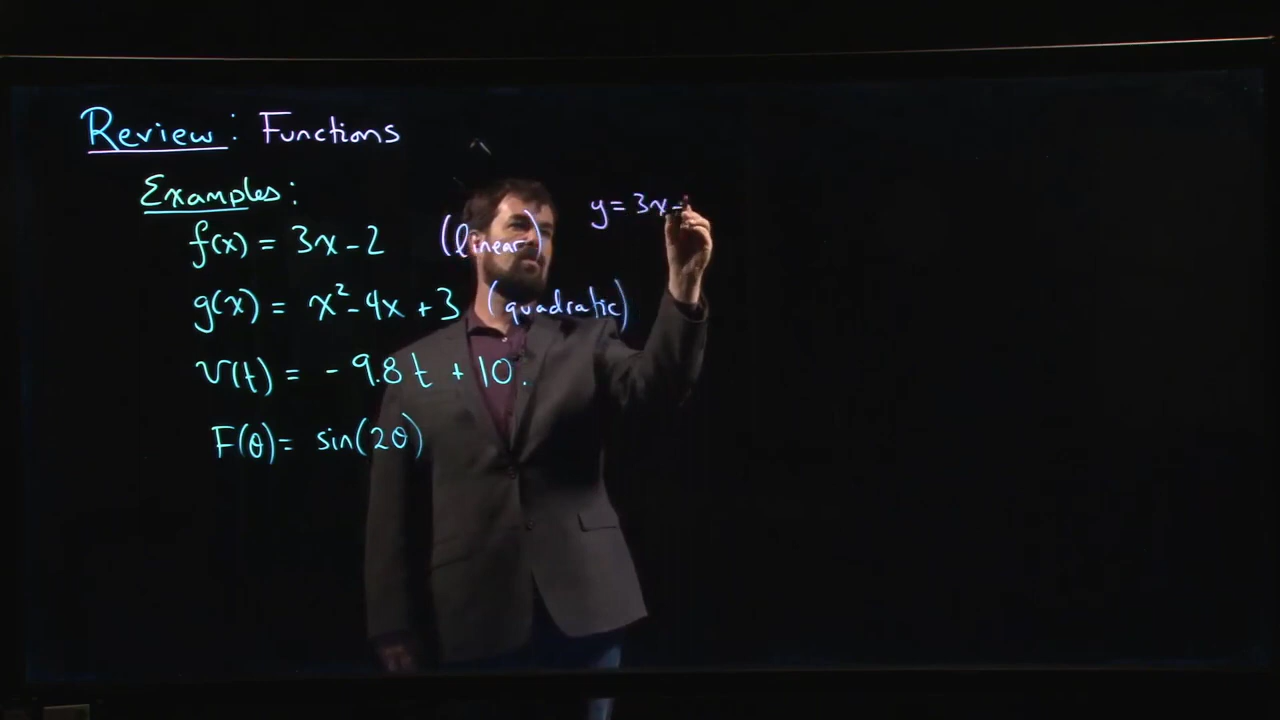 Review: Functions
Examples:
y = 3x -
f(x) = 3x - 2 (linear)
g(x) = x² - 4x + 3 (quadratic)
v(t) = - 9.8 t + 10.
F(θ) = sin(2θ)